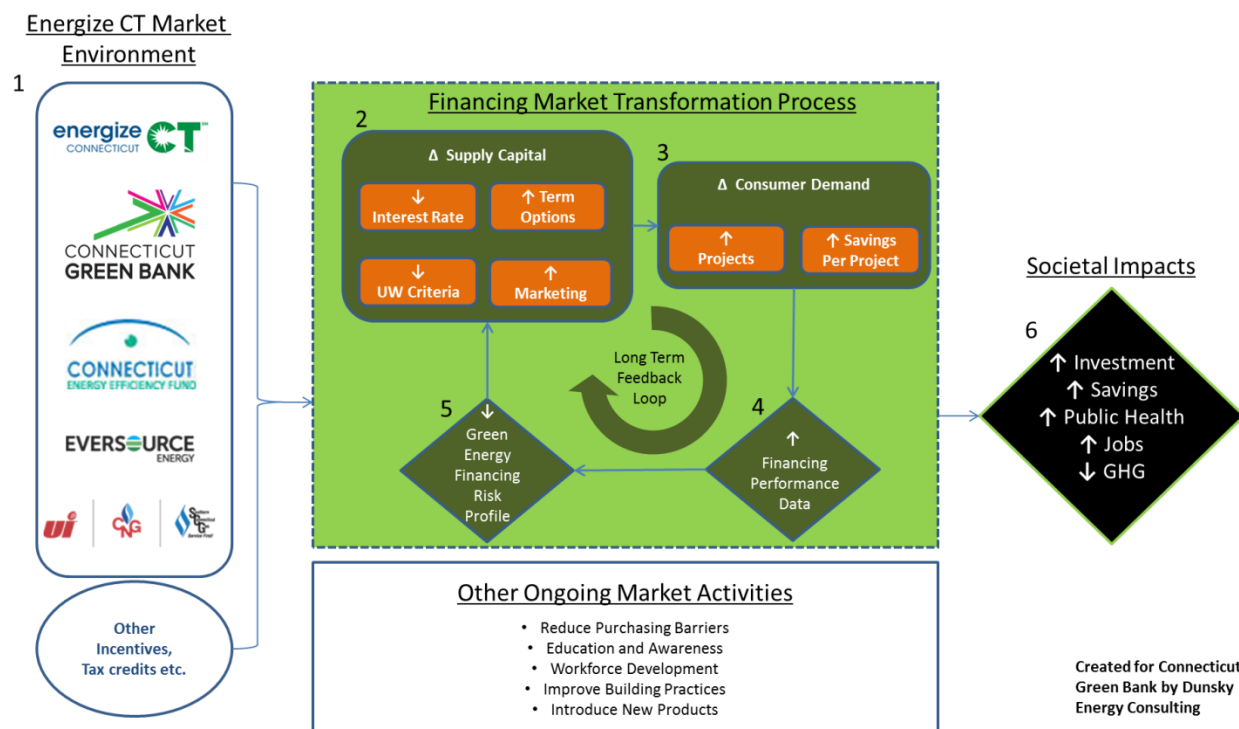 Energize CT Market
Environment
1
energize CT
CONNECTICUT
CONNECTICUT
GREEN BANK
CONNECTICUT
ENERGY EFFICIENCY FUND
EVERSOURCE
ENERGY
ui
CNG
Southern
Connecticut
Gas
Service First!
Other
Incentives,
Tax credits etc.
Financing Market Transformation Process
2
Δ Supply Capital
↓
Interest Rate
↑ Term
Options
↓
UW Criteria
↑
Marketing
3
Δ Consumer Demand
↑
Projects
↑ Savings
Per Project
Long Term
Feedback
Loop
4
↑
Financing
Performance
Data
5
↓
Green
Energy
Financing
Risk
Profile
Other Ongoing Market Activities
• Reduce Purchasing Barriers
• Education and Awareness
• Workforce Development
• Improve Building Practices
• Introduce New Products
Societal Impacts
6
↑ Investment
↑ Savings
↑ Public Health
↑ Jobs
↓ GHG
Created for Connecticut
Green Bank by Dunsky
Energy Consulting